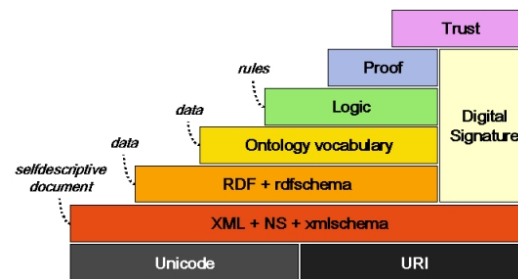 Trust
Proof
rules
Logic
Digital
Signature
data
Ontology vocabulary
data
RDF + rdfschema
selfdescriptive
document
XML + NS + xmlschema
Unicode
URI